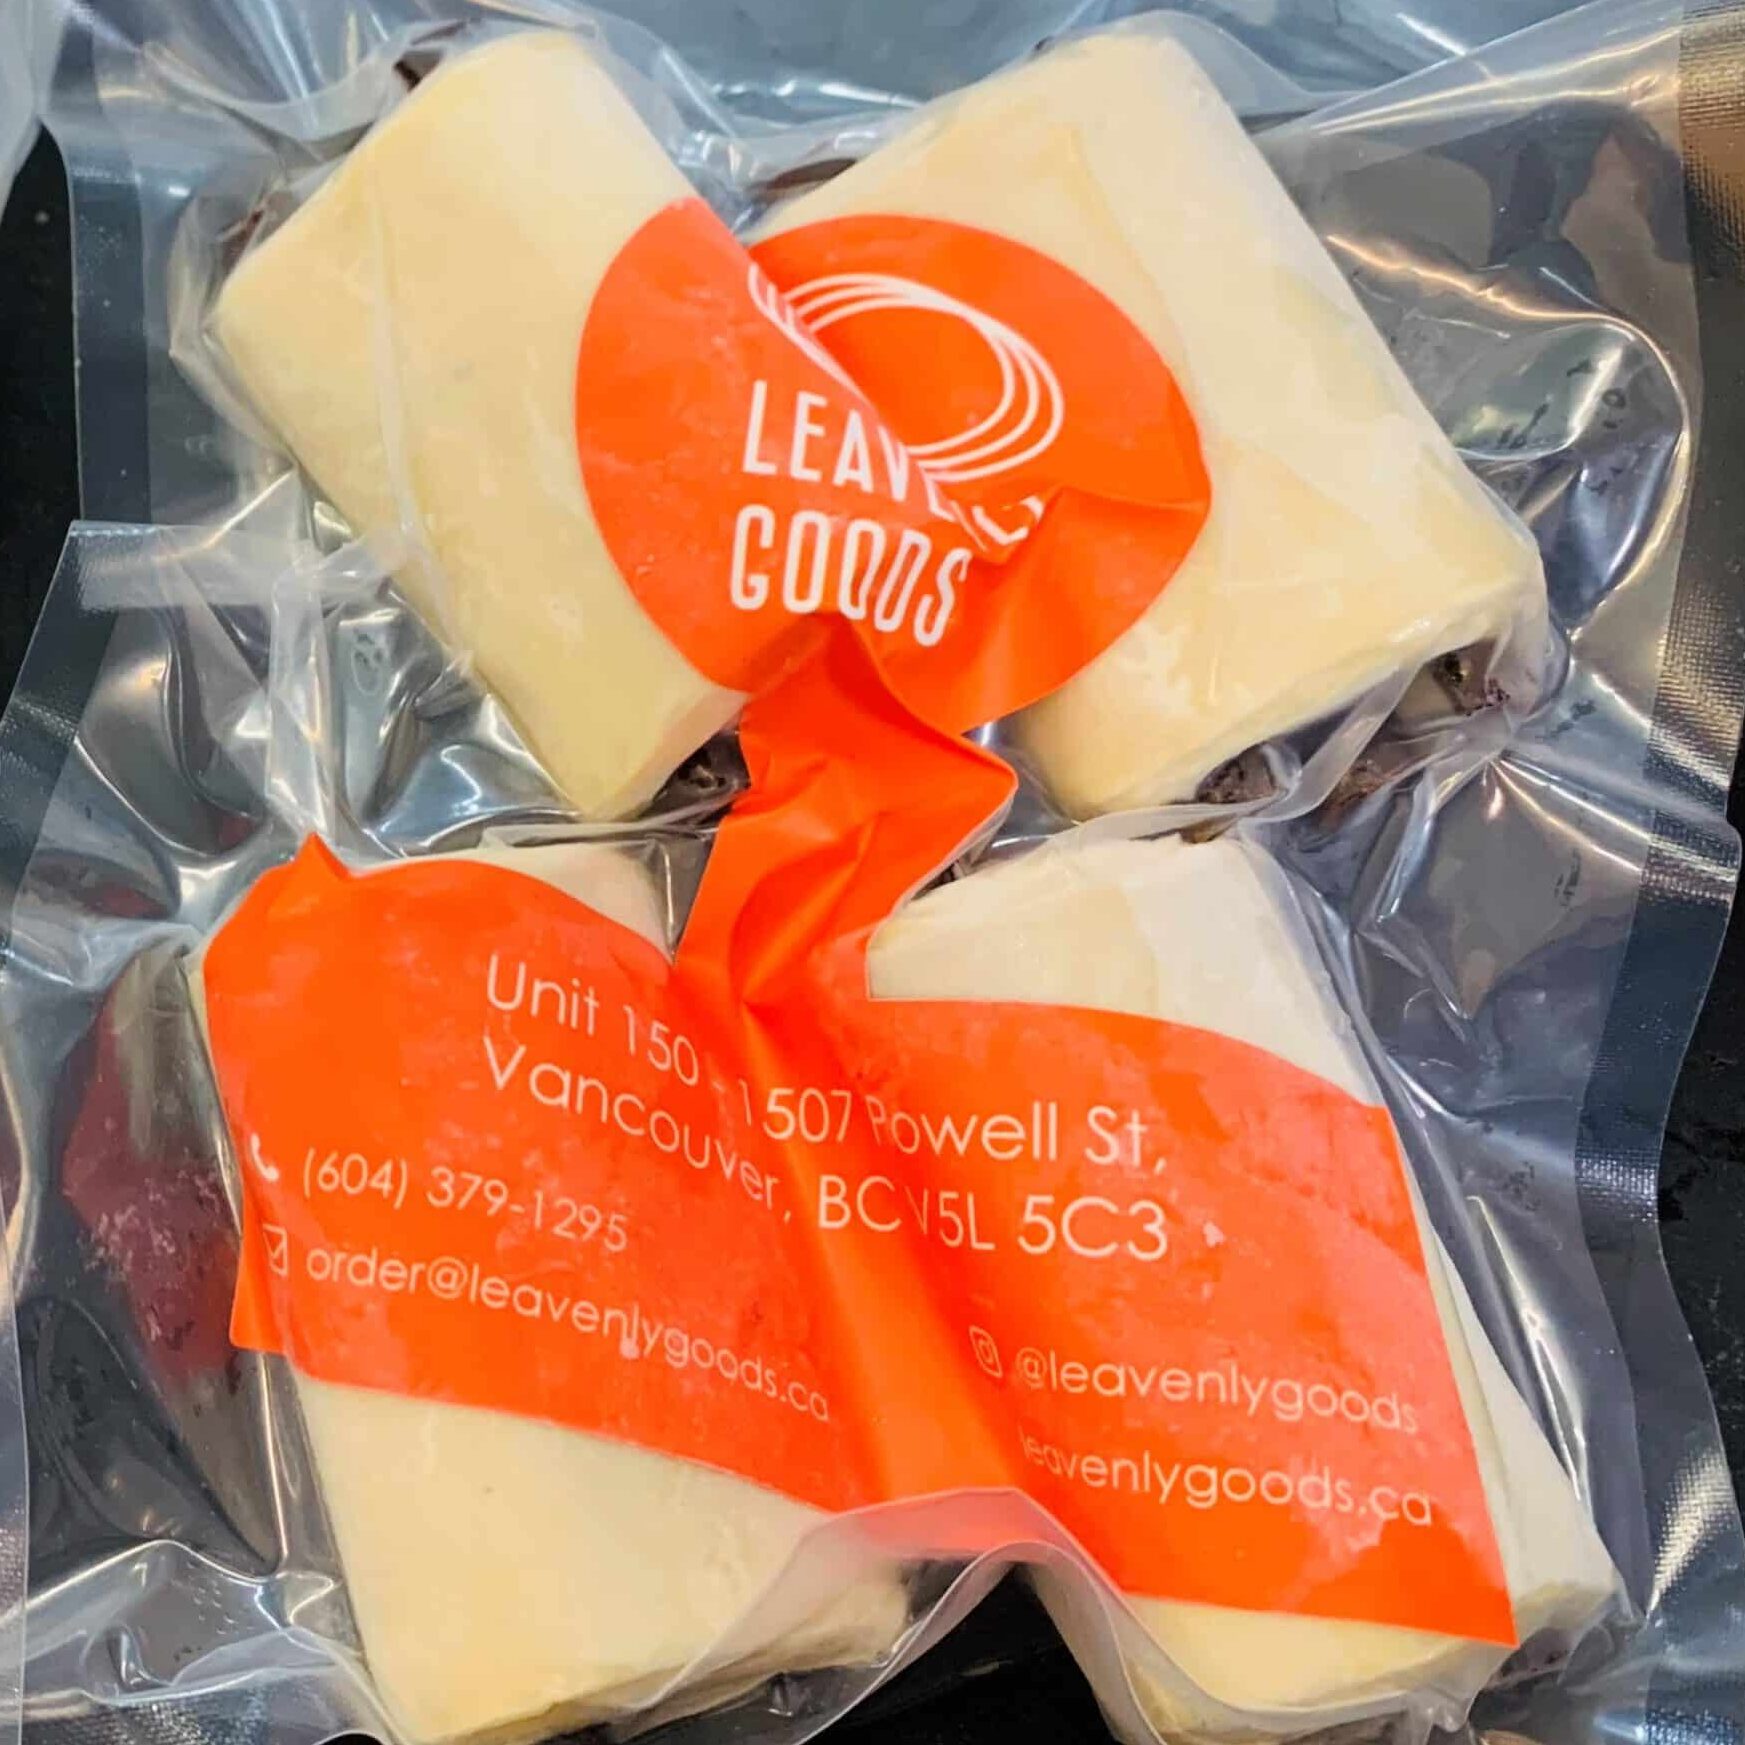 LEAVENLY
GOODS
Unit 150 - 1507 Powell St,
Vancouver, BC V5L 5C3
(604) 379-1295
order@leavenlygoods.ca
@leavenlygoods
leavenlygoods.ca